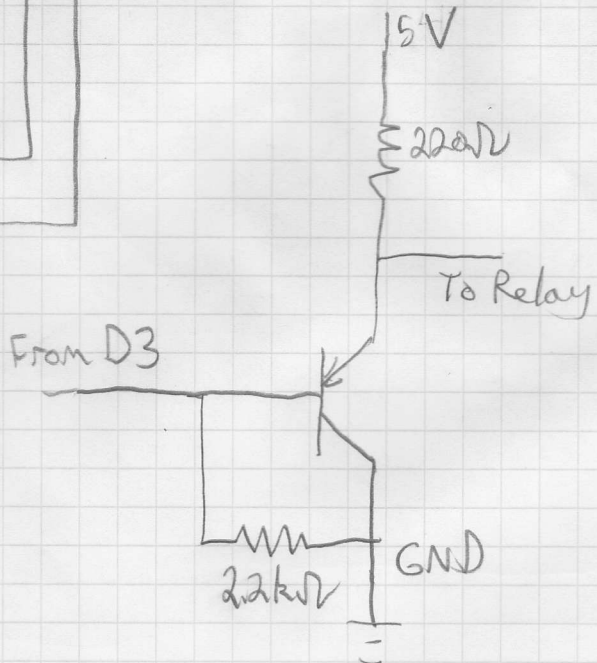 5V
220Ω
To Relay
From D3
GND
2.2kΩ